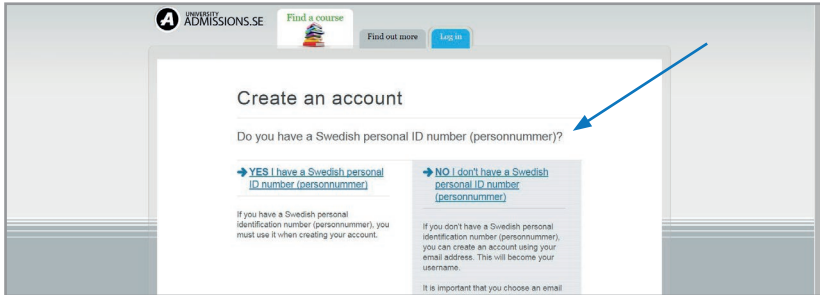 UNIVERSITY
ADMISSIONS.SE
Find a course
Find out more
Log in
Create an account
Do you have a Swedish personal ID number (personnummer)?
YES I have a Swedish personal
ID number (personnummer)
If you have a Swedish personal
identification number (personnummer), you
must use it when creating your account.
NO I don't have a Swedish
personal ID number
(personnummer)
If you don't have a Swedish personal
identification number (personnummer),
you can create an account using your
email address. This will become your
username.
It is important that you choose an email